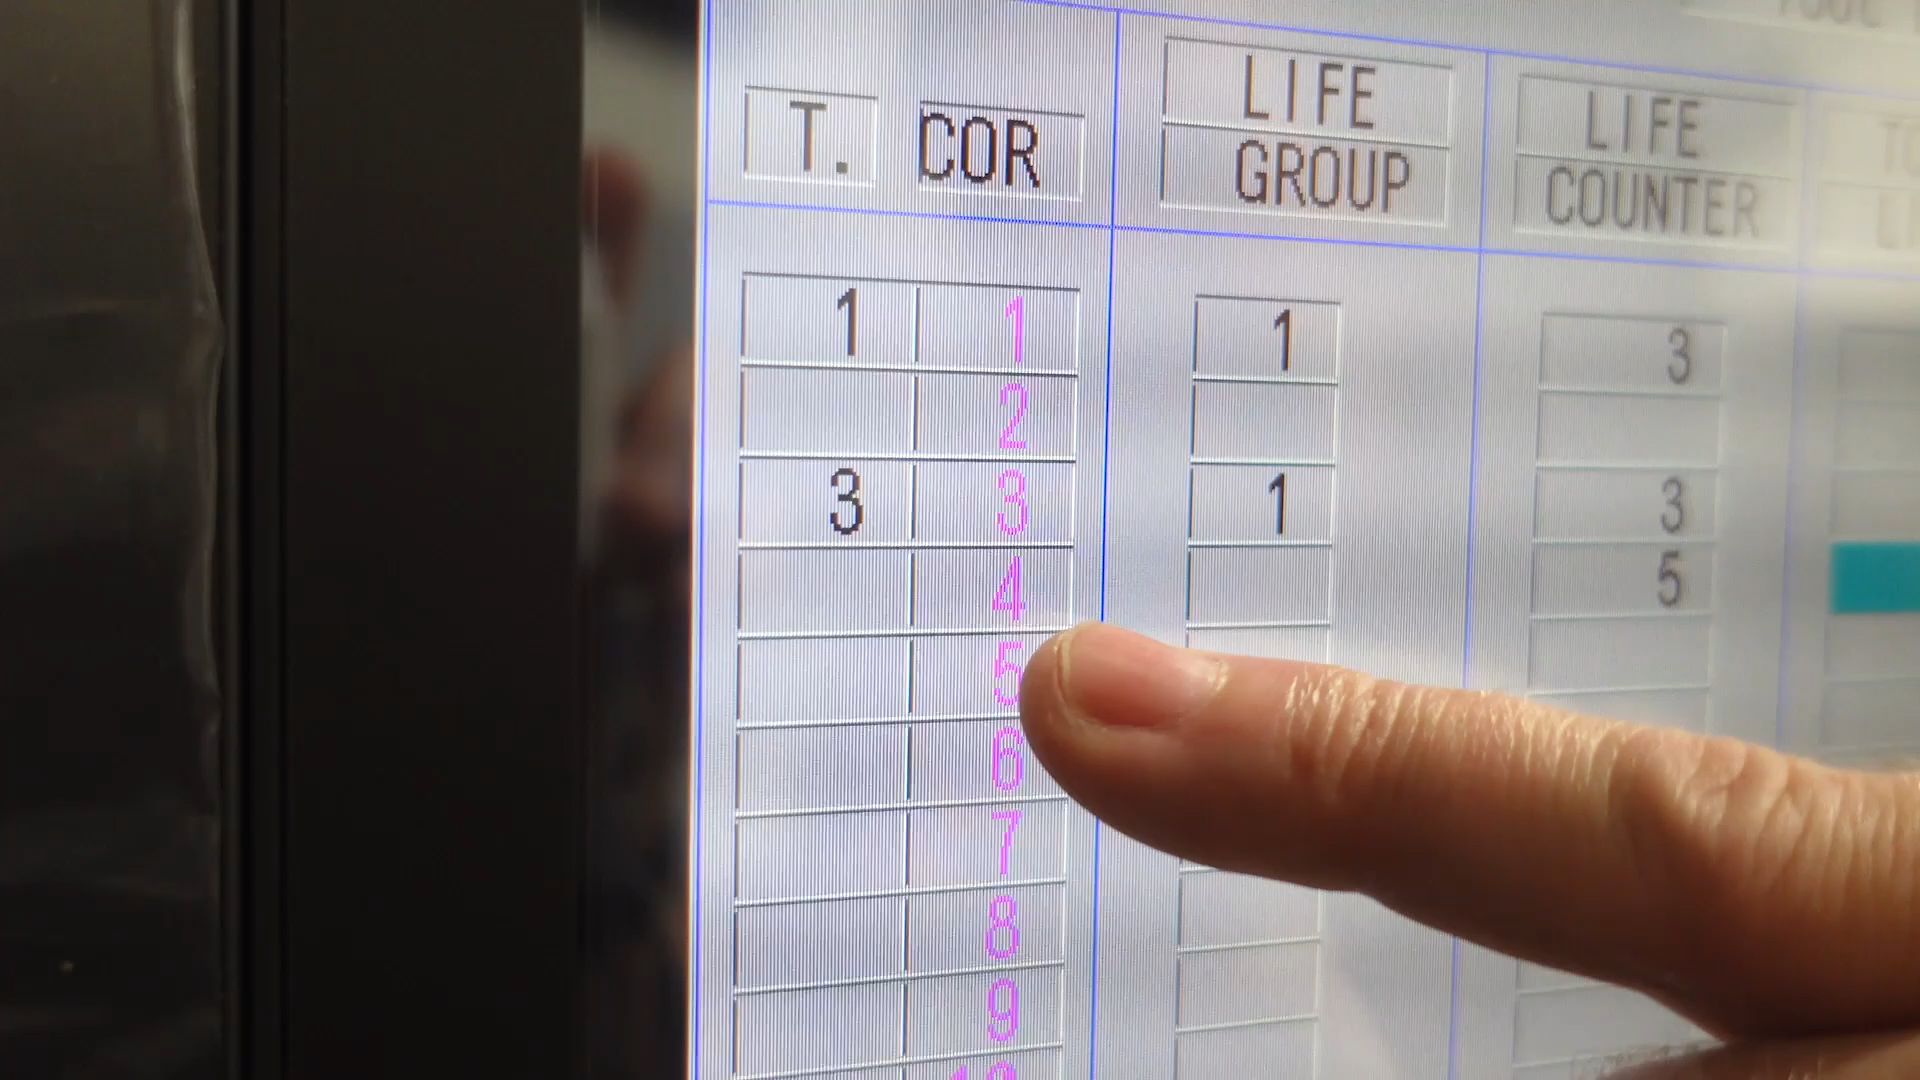 T. COR
LIFE
GROUP
LIFE
COUNTER
1 1 1 3
2
3 3 1 3
4 5
5
6
7
8
9